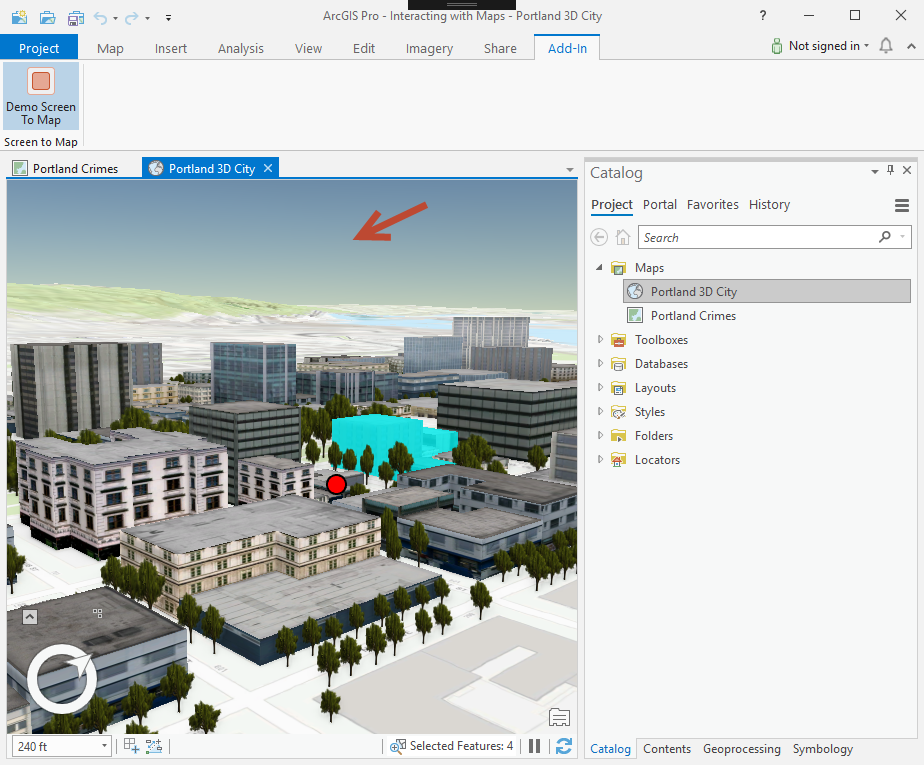 ArcGIS Pro - Interacting with Maps - Portland 3D City
?
Project Map Insert Analysis View Edit Imagery Share Add-In
Not signed in
Demo Screen
To Map
Screen to Map
Portland Crimes Portland 3D City
Catalog
Project Portal Favorites History
Search
Maps
Portland 3D City
Portland Crimes
Toolboxes
Databases
Layouts
Styles
Folders
Locators
240 ft
Selected Features: 4
Catalog Contents Geoprocessing Symbology